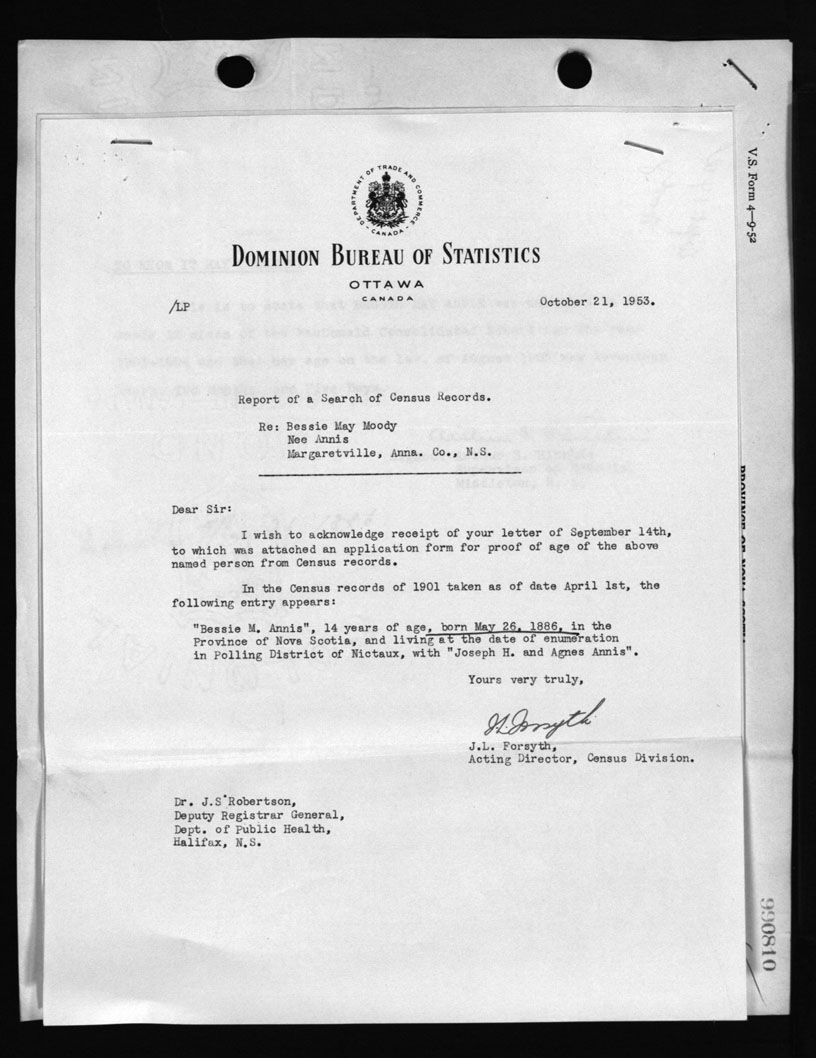 DEPARTMENT OF TRADE AND COMMERCE
CANADA
DOMINION BUREAU OF STATISTICS
OTTAWA
CANADA
/LP
October 21, 1953.
Report of a Search of Census Records.
Re: Bessie May Moody
Nee Annis
Margaretville, Anna. Co., N.S.
Dear Sir:
I wish to acknowledge receipt of your letter of September 14th,
to which was attached an application form for proof of age of the above
named person from Census records.
In the Census records of 1901 taken as of date April 1st, the
following entry appears:
"Bessie M. Annis", 14 years of age, born May 26, 1886, in the
Province of Nova Scotia, and living at the date of enumeration
in Polling District of Nictaux, with "Joseph H. and Agnes Annis".
Yours very truly,
J.L. Forsyth
J.L. Forsyth,
Acting Director, Census Division.
Dr. J.S. Robertson,
Deputy Registrar General,
Dept. of Public Health,
Halifax, N.S.
V.S. Form 4—9-52
990810